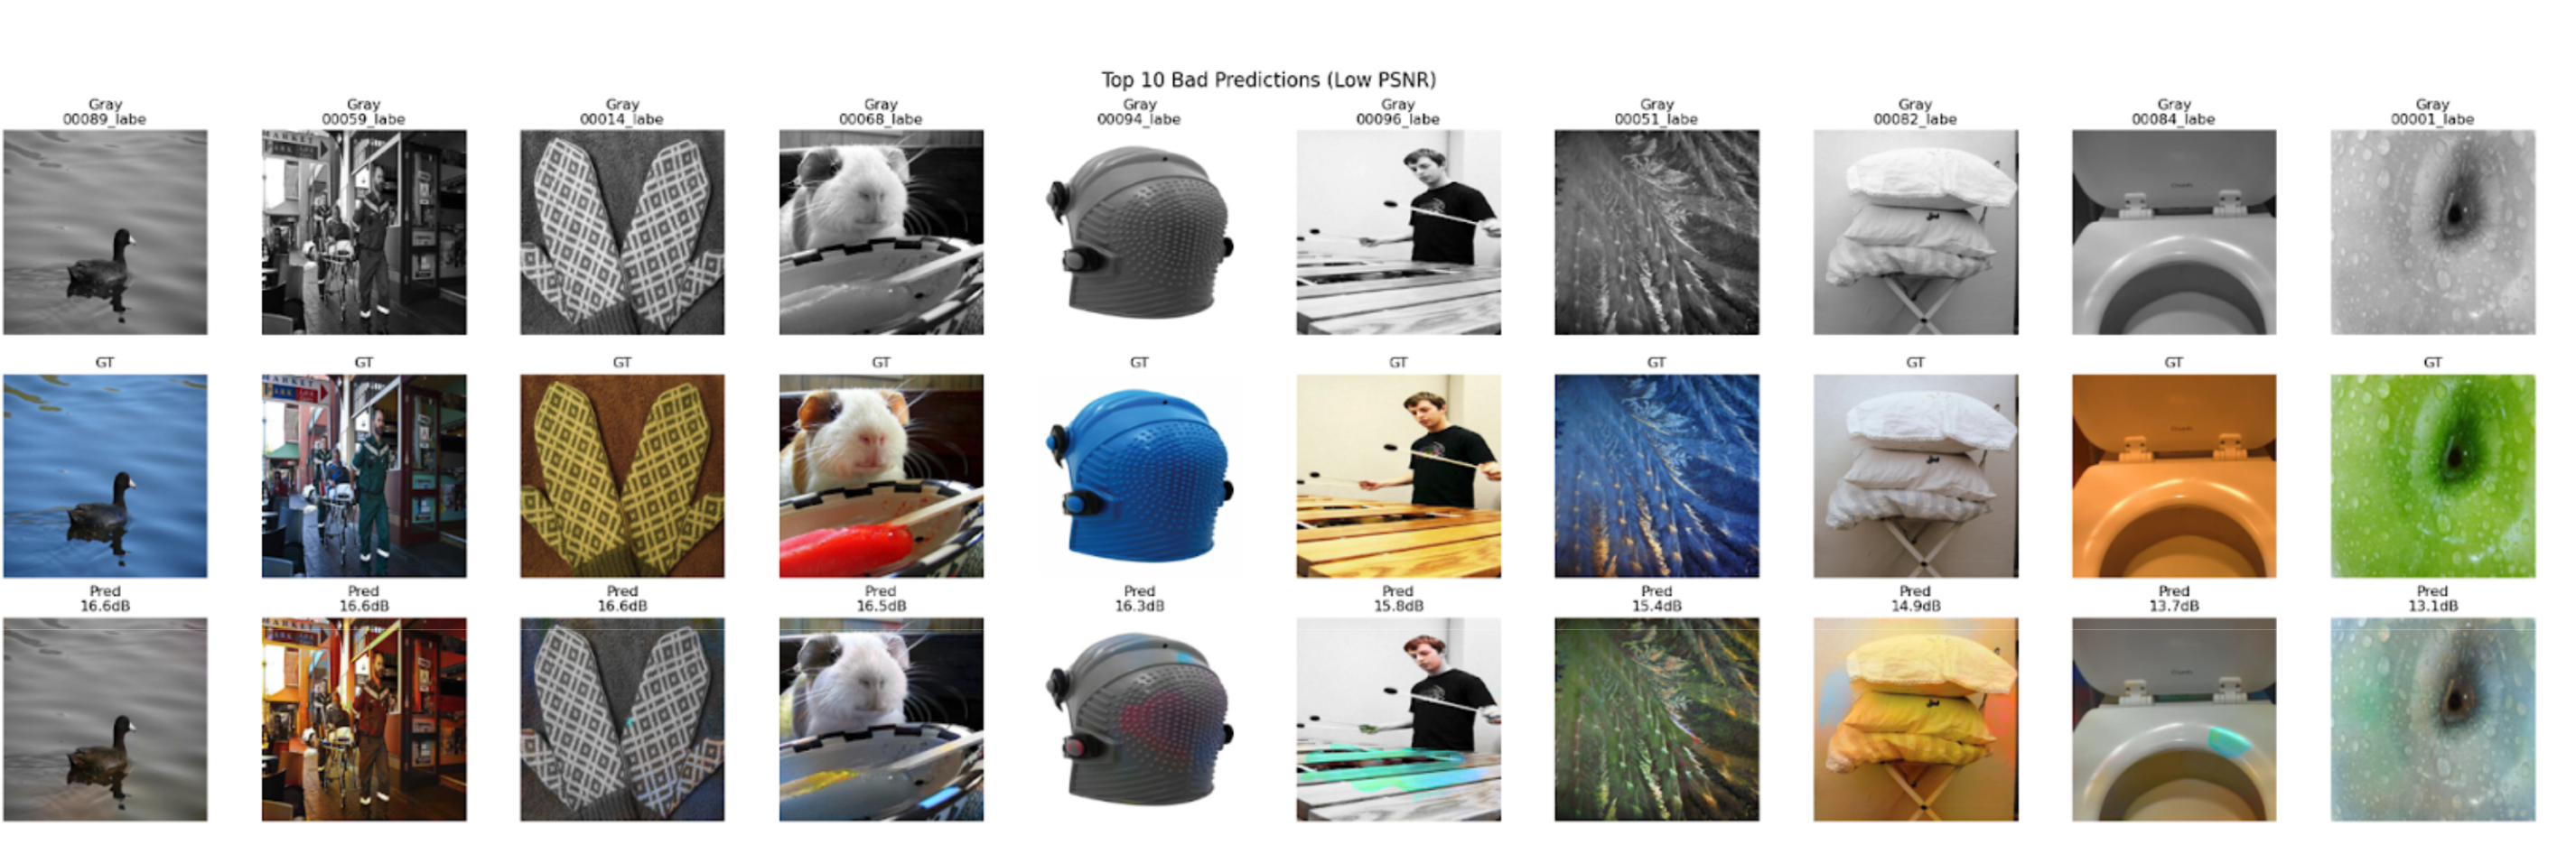 Top 10 Bad Predictions (Low PSNR)
Gray
00089_labe
Gray
00059_labe
Gray
00014_labe
Gray
00068_labe
Gray
00094_labe
Gray
00096_labe
Gray
00051_labe
Gray
00082_labe
Gray
00084_labe
Gray
00001_labe
MARKET
GT
GT
GT
GT
GT
GT
GT
GT
GT
GT
MARKET
Pred
16.6dB
Pred
16.6dB
Pred
16.6dB
Pred
16.5dB
Pred
16.3dB
Pred
15.8dB
Pred
15.4dB
Pred
14.9dB
Pred
13.7dB
Pred
13.1dB